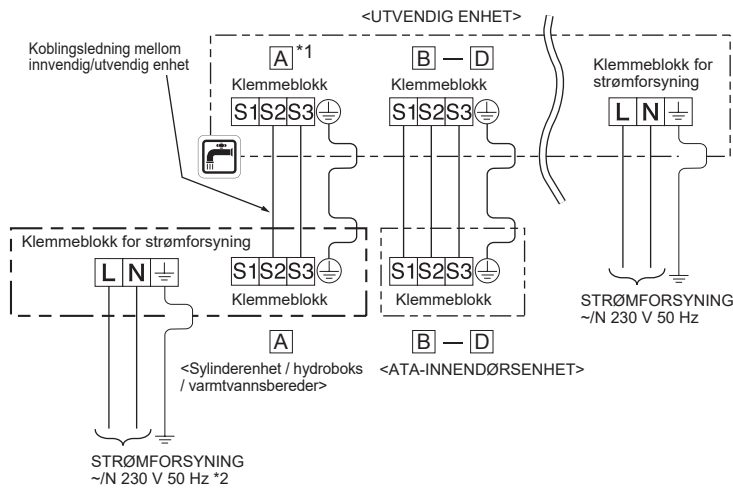 <UTVENDIG ENHET>
Koblingsledning mellom
innvendig/utvendig enhet
A *1
Klemmeblokk
S1 S2 S3
B — D
Klemmeblokk
S1 S2 S3
Klemmeblokk for
strømforsyning
L N
Klemmeblokk for strømforsyning
L N
S1 S2 S3
Klemmeblokk
S1 S2 S3
Klemmeblokk
A
<Sylinderenhet / hydroboks
/ varmtvannsbereder>
B — D
<ATA-INNENDØRSENHET>
STRØMFORSYNING
~/N 230 V 50 Hz
STRØMFORSYNING
~/N 230 V 50 Hz *2